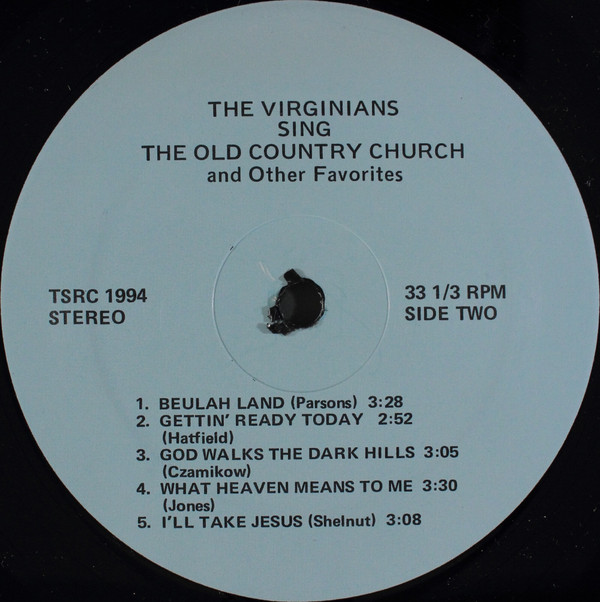 THE VIRGINIANS
SING
THE OLD COUNTRY CHURCH
and Other Favorites
TSRC 1994
STEREO
33 1/3 RPM
SIDE TWO
1. BEULAH LAND (Parsons) 3:28
2. GETTIN' READY TODAY 2:52
(Hatfield)
3. GOD WALKS THE DARK HILLS 3:05
(Czamikow)
4. WHAT HEAVEN MEANS TO ME 3:30
(Jones)
5. I'LL TAKE JESUS (Shelnut) 3:08